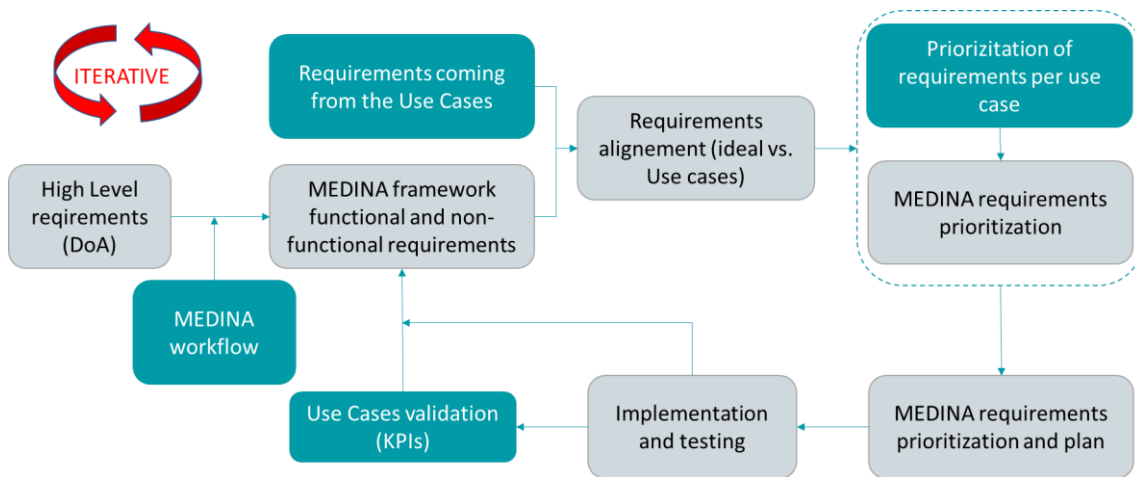 ITERATIVE
Requirements coming
from the Use Cases
Priorizitation of
requirements per use
case
Requirements
alignement (ideal vs.
Use cases)
High Level
reqirements
(DoA)
MEDINA framework
functional and non-
functional requirements
MEDINA requirements
prioritization
MEDINA
workflow
Use Cases validation
(KPIs)
Implementation
and testing
MEDINA requirements
prioritization and plan